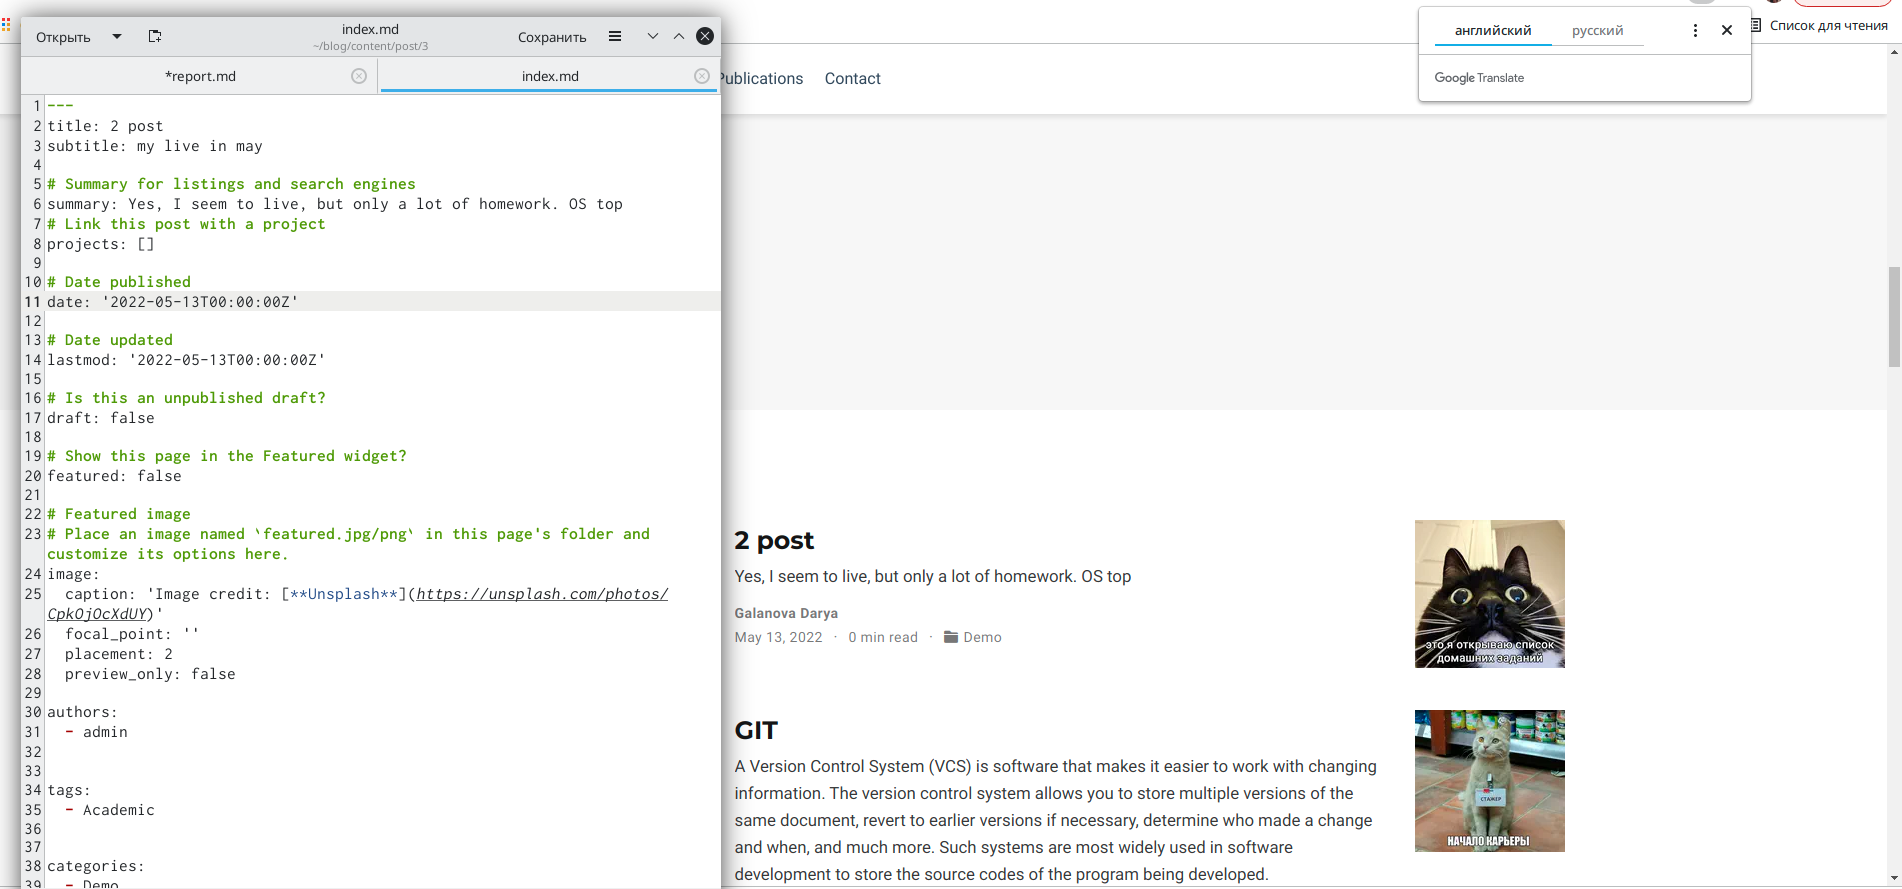 Открыть
index.md
~/blog/content/post/3
Сохранить
*report.md
index.md
1 ---
2 title: 2 post
3 subtitle: my live in may
4
5 # Summary for listings and search engines
6 summary: Yes, I seem to live, but only a lot of homework. OS top
7 # Link this post with a project
8 projects: []
9
10 # Date published
11 date: '2022-05-13T00:00:00Z'
12
13 # Date updated
14 lastmod: '2022-05-13T00:00:00Z'
15
16 # Is this an unpublished draft?
17 draft: false
18
19 # Show this page in the Featured widget?
20 featured: false
21
22 # Featured image
23 # Place an image named `featured.jpg/png` in this page's folder and
customize its options here.
24 image:
25   caption: 'Image credit: [**Unsplash**](https://unsplash.com/photos/
CpkOjOcXdUY)'
26   focal_point: ''
27   placement: 2
28   preview_only: false
29
30 authors:
31   - admin
32
33
34 tags:
35   - Academic
36
37
38 categories:
39   - Demo
Publications
Contact
английский
русский
Google Translate
Список для чтения
2 post
Yes, I seem to live, but only a lot of homework. OS top
Galanova Darya
May 13, 2022 · 0 min read · Demo
это я открываю список
домашних заданий
GIT
A Version Control System (VCS) is software that makes it easier to work with changing
information. The version control system allows you to store multiple versions of the
same document, revert to earlier versions if necessary, determine who made a change
and when, and much more. Such systems are most widely used in software
development to store the source codes of the program being developed.
СТАЖЕР
НАЧАЛО КАРЬЕРЫ